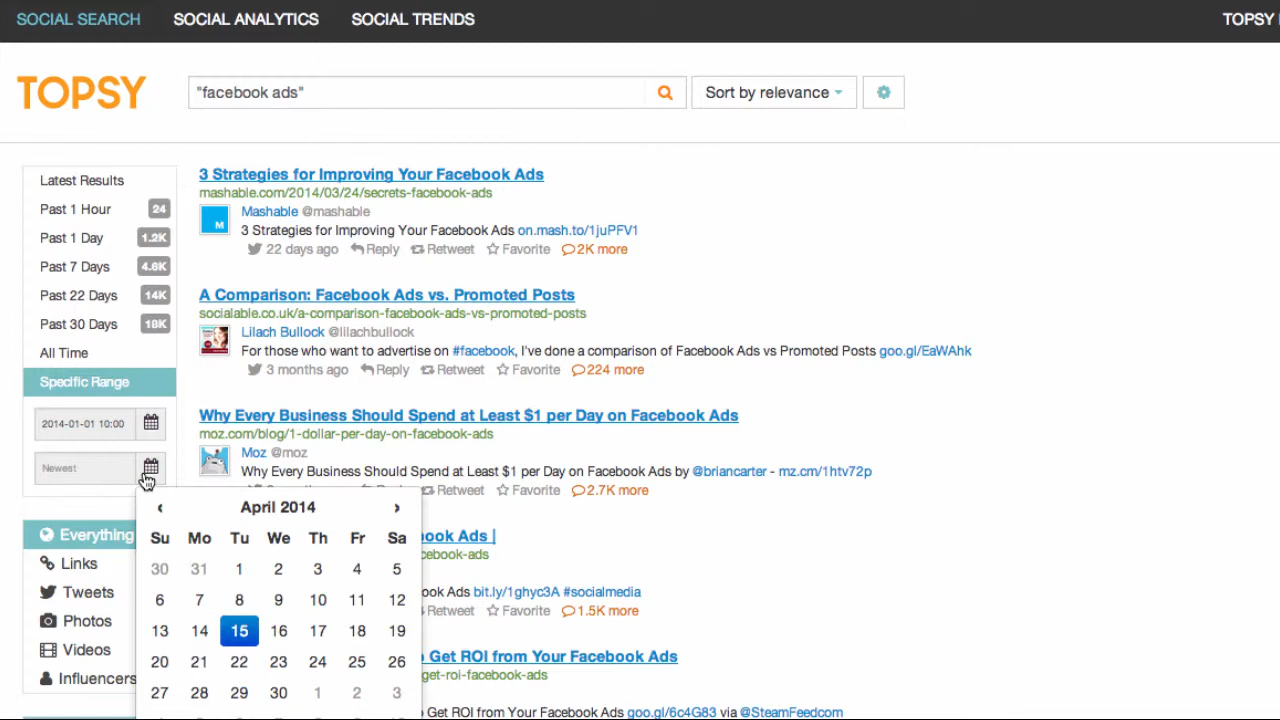 SOCIAL SEARCH SOCIAL ANALYTICS SOCIAL TRENDS TOPSY
TOPSY "facebook ads" Sort by relevance
Latest Results
Past 1 Hour 24
Past 1 Day 1.2K
Past 7 Days 4.6K
Past 22 Days 14K
Past 30 Days 18K
All Time
Specific Range
2014-01-01 10:00
Newest
Everything
Links
Tweets
Photos
Videos
Influencers
3 Strategies for Improving Your Facebook Ads
mashable.com/2014/03/24/secrets-facebook-ads
M
Mashable @mashable
3 Strategies for Improving Your Facebook Ads on.mash.to/1juPFV1
22 days ago Reply Retweet Favorite 2K more
A Comparison: Facebook Ads vs. Promoted Posts
socialable.co.uk/a-comparison-facebook-ads-vs-promoted-posts
Lilach Bullock @lilachbullock
For those who want to advertise on #facebook, I've done a comparison of Facebook Ads vs Promoted Posts goo.gl/EaWAhk
3 months ago Reply Retweet Favorite 224 more
Why Every Business Should Spend at Least $1 per Day on Facebook Ads
moz.com/blog/1-dollar-per-day-on-facebook-ads
Moz @moz
Why Every Business Should Spend at Least $1 per Day on Facebook Ads by @briancarter - mz.cm/1htv72p
Retweet Favorite 2.7K more
ook Ads |
cebook-ads
ook Ads bit.ly/1ghyc3A #socialmedia
Retweet Favorite 1.5K more
Get ROI from Your Facebook Ads
get-roi-facebook-ads
Get ROI from Your Facebook Ads goo.gl/6c4G83 via @SteamFeedcom
‹ April 2014 ›
Su Mo Tu We Th Fr Sa
30 31 1 2 3 4 5
6 7 8 9 10 11 12
13 14 15 16 17 18 19
20 21 22 23 24 25 26
27 28 29 30 1 2 3